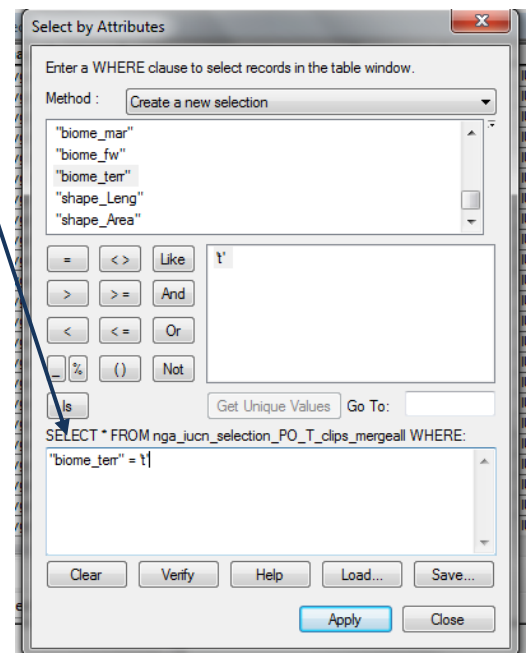 Select by Attributes
Enter a WHERE clause to select records in the table window.
Method : Create a new selection
"biome_mar"
"biome_fw"
"biome_terr"
"shape_Leng"
"shape_Area"
= <> Like 't'
> >= And
< <= Or
_ % () Not
Is Get Unique Values Go To:
SELECT * FROM nga_iucn_selection_PO_T_clips_mergeall WHERE:
"biome_terr" = 't'
Clear Verify Help Load... Save...
Apply Close